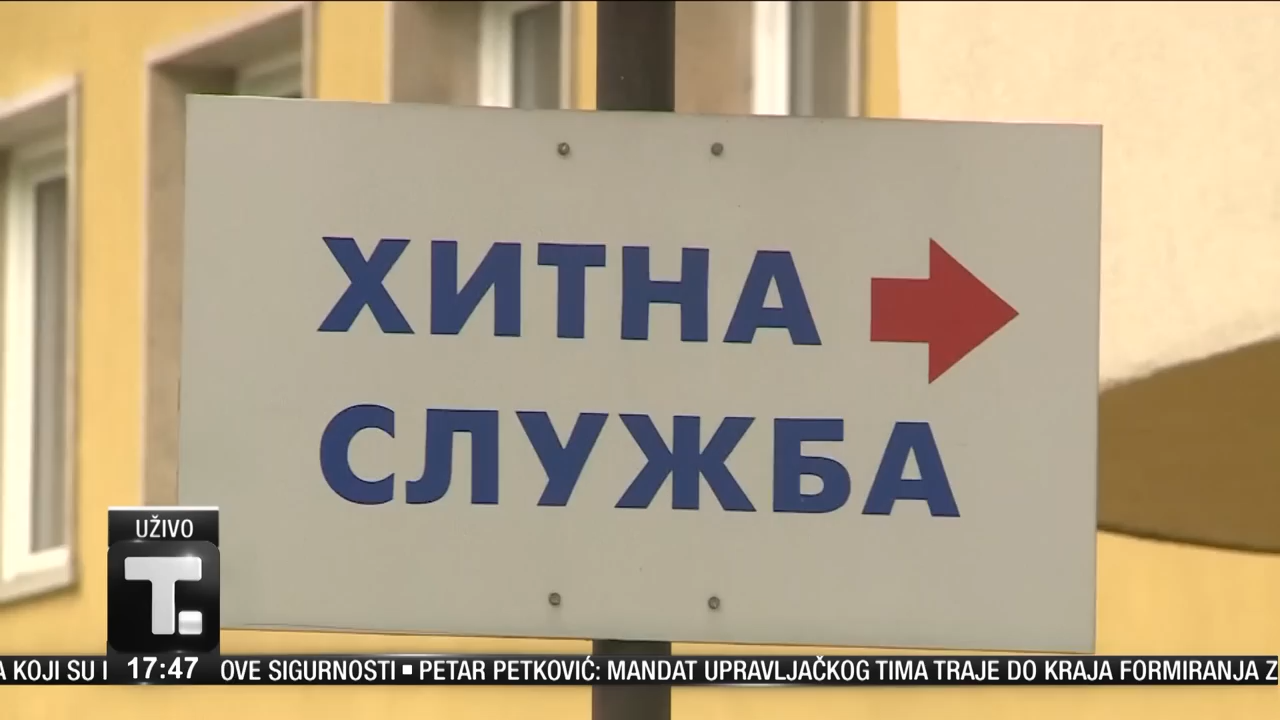 ХИТНА
СЛУЖБА
UŽIVO
T.
17:47
A KOJI SU OVE SIGURNOSTI ▪ PETAR PETKOVIĆ: MANDAT UPRAVLJAČKOG TIMA TRAJE DO KRAJA FORMIRANJA Z